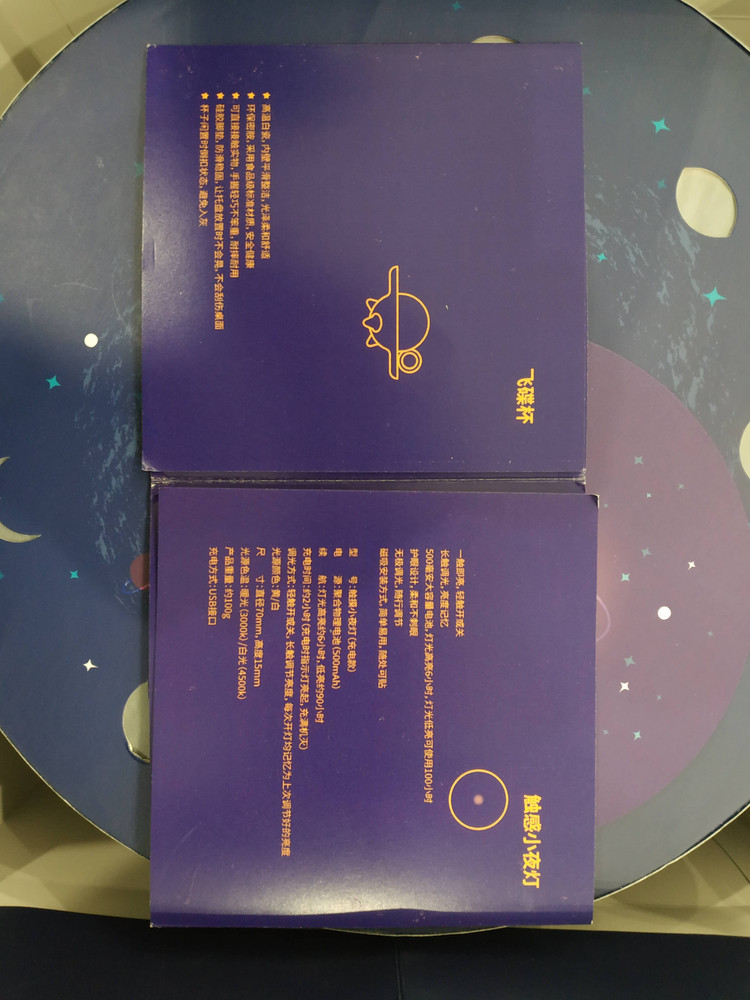 飞碟杯
★ 高温白瓷，内壁平滑整洁，光泽柔和舒适
★ 环保密胺，采用食品级标准材质，安全健康
★ 可直接接触实物，手握轻巧不笨重，耐摔耐用
★ 硅胶脚垫，防滑稳固，让托盘放置时不会晃，不会刮伤桌面
★ 杯子闲置时倒扣状态，避免入灰
触感小夜灯
一触即亮，轻触开或关
长触调光，亮度记忆
500毫安大容量电池，灯光高亮6小时，灯光低亮可使用100小时
护眼设计，柔和不刺眼
无极调光，随行调节
磁吸安装方式，简单易用，随处可贴
型 号：触摸小夜灯（充电款）
电 源：聚合物锂电池（500mAh）
续 航：灯光高亮约6小时，低亮约90小时
充电时间：约2小时（充电时指示灯亮起，充满机灭）
调光方式：轻触开或关，长触调节亮度，每次开灯均记忆为上次调节好的亮度
光源颜色：黄/白
尺 寸：直径70mm，高度15mm
光源色温：暖光（3000k）/白光（4500k）
产品重量：约100g
充电方式：USB接口